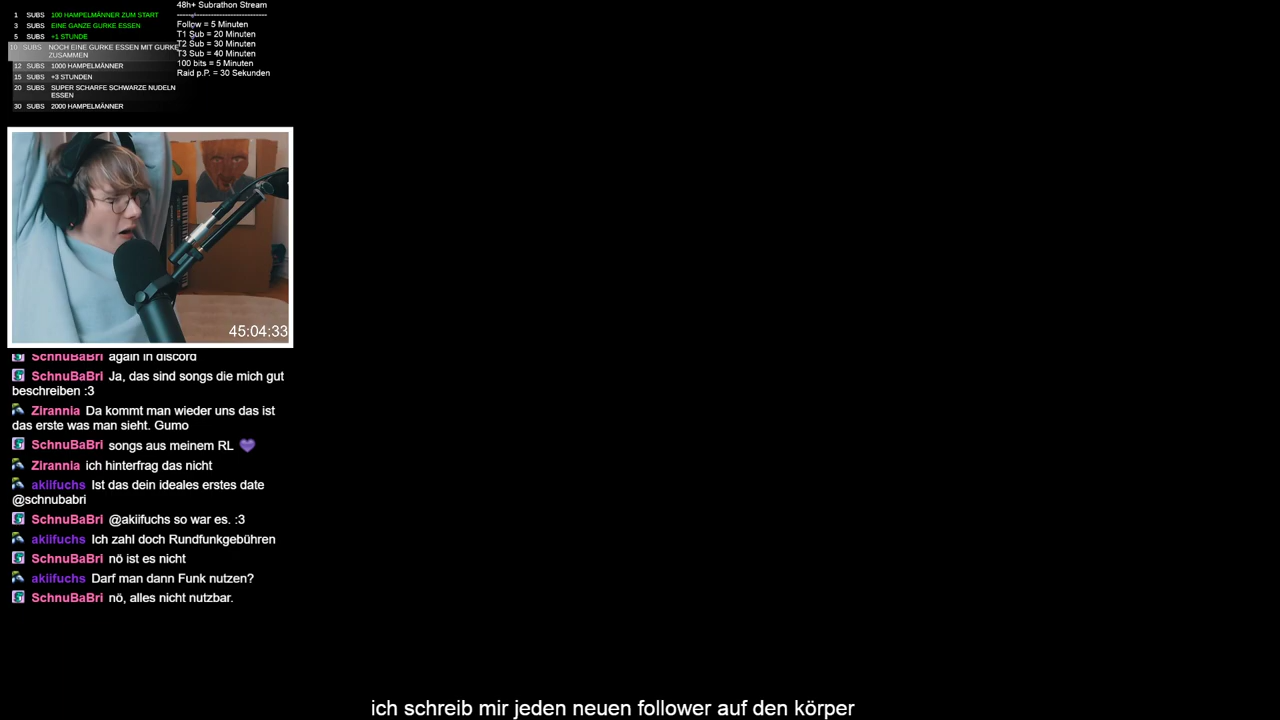 1 SUBS 100 HAMPELMÄNNER ZUM START
3 SUBS EINE GANZE GURKE ESSEN
5 SUBS +1 STUNDE
10 SUBS NOCH EINE GURKE ESSEN MIT GURKE
ZUSAMMEN
12 SUBS 1000 HAMPELMÄNNER
15 SUBS +3 STUNDEN
20 SUBS SUPER SCHARFE SCHWARZE NUDELN
ESSEN
30 SUBS 2000 HAMPELMÄNNER
48h+ Subrathon Stream
Follow = 5 Minuten
T1 Sub = 20 Minuten
T2 Sub = 30 Minuten
T3 Sub = 40 Minuten
100 bits = 5 Minuten
Raid p.P. = 30 Sekunden
45:04:33
SchnuBaBri again in discord
SchnuBaBri Ja, das sind songs die mich gut
beschreiben :3
Zirannia Da kommt man wieder uns das ist
das erste was man sieht. Gumo
SchnuBaBri songs aus meinem RL 💜
Zirannia ich hinterfrag das nicht
akiifuchs Ist das dein ideales erstes date
@schnubabri
SchnuBaBri @akiifuchs so war es. :3
akiifuchs Ich zahl doch Rundfunkgebühren
SchnuBaBri nö ist es nicht
akiifuchs Darf man dann Funk nutzen?
SchnuBaBri nö, alles nicht nutzbar.
ich schreib mir jeden neuen follower auf den körper